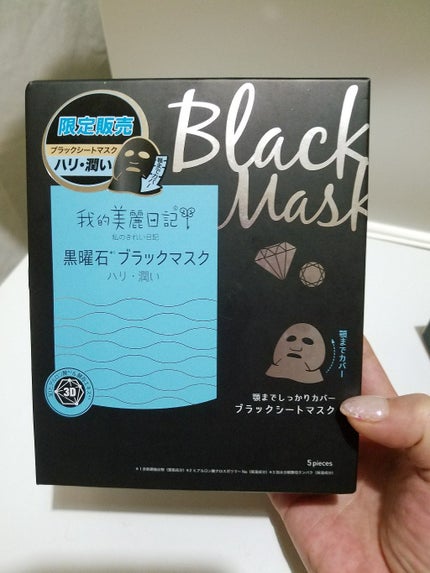 限定販売
ブラックシートマスク
ハリ・潤い
Black
Mask
我的美麗日記
私のきれい日記
黒曜石*¹ブラックマスク
ハリ・潤い
3D
顎までカバー
顎までしっかりカバー
ブラックシートマスク
5 pieces